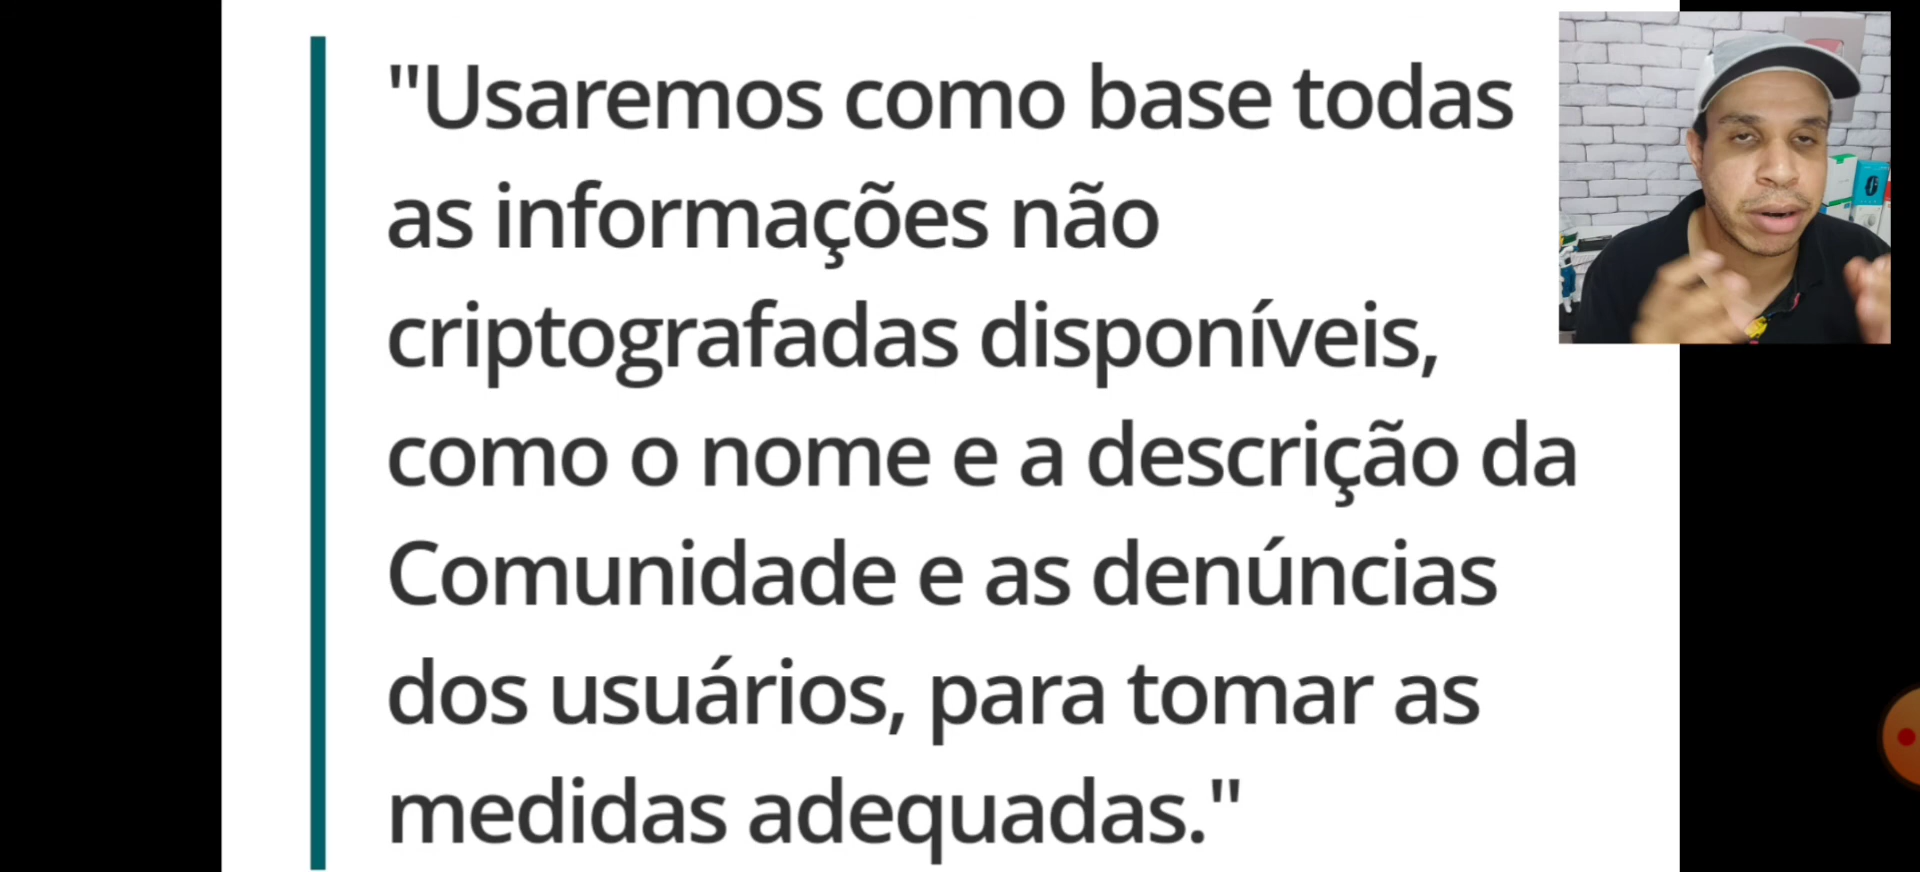 "Usaremos como base todas
as informações não
criptografadas disponíveis,
como o nome e a descrição da
Comunidade e as denúncias
dos usuários, para tomar as
medidas adequadas."